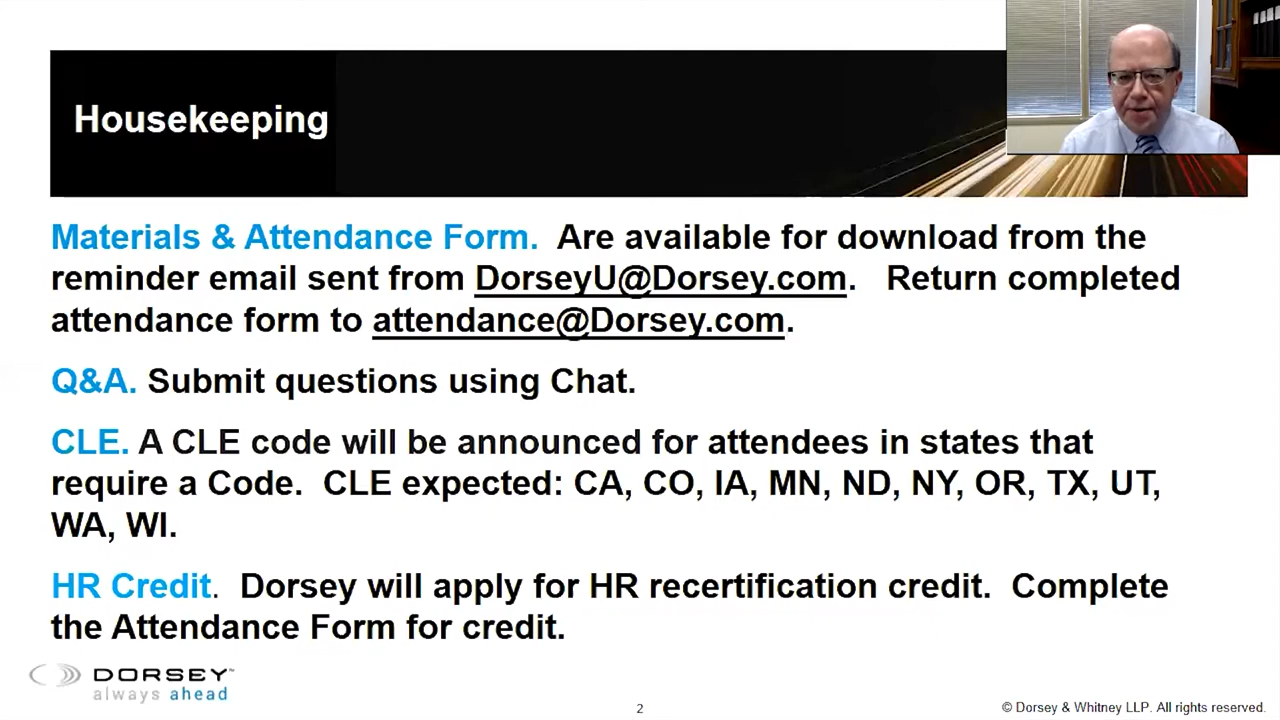 Housekeeping
Materials & Attendance Form.  Are available for download from the
reminder email sent from DorseyU@Dorsey.com.   Return completed
attendance form to attendance@Dorsey.com.
Q&A. Submit questions using Chat.
CLE. A CLE code will be announced for attendees in states that
require a Code.  CLE expected: CA, CO, IA, MN, ND, NY, OR, TX, UT,
WA, WI.
HR Credit.  Dorsey will apply for HR recertification credit.  Complete
the Attendance Form for credit.
DORSEY™
always ahead
2
© Dorsey & Whitney LLP. All rights reserved.